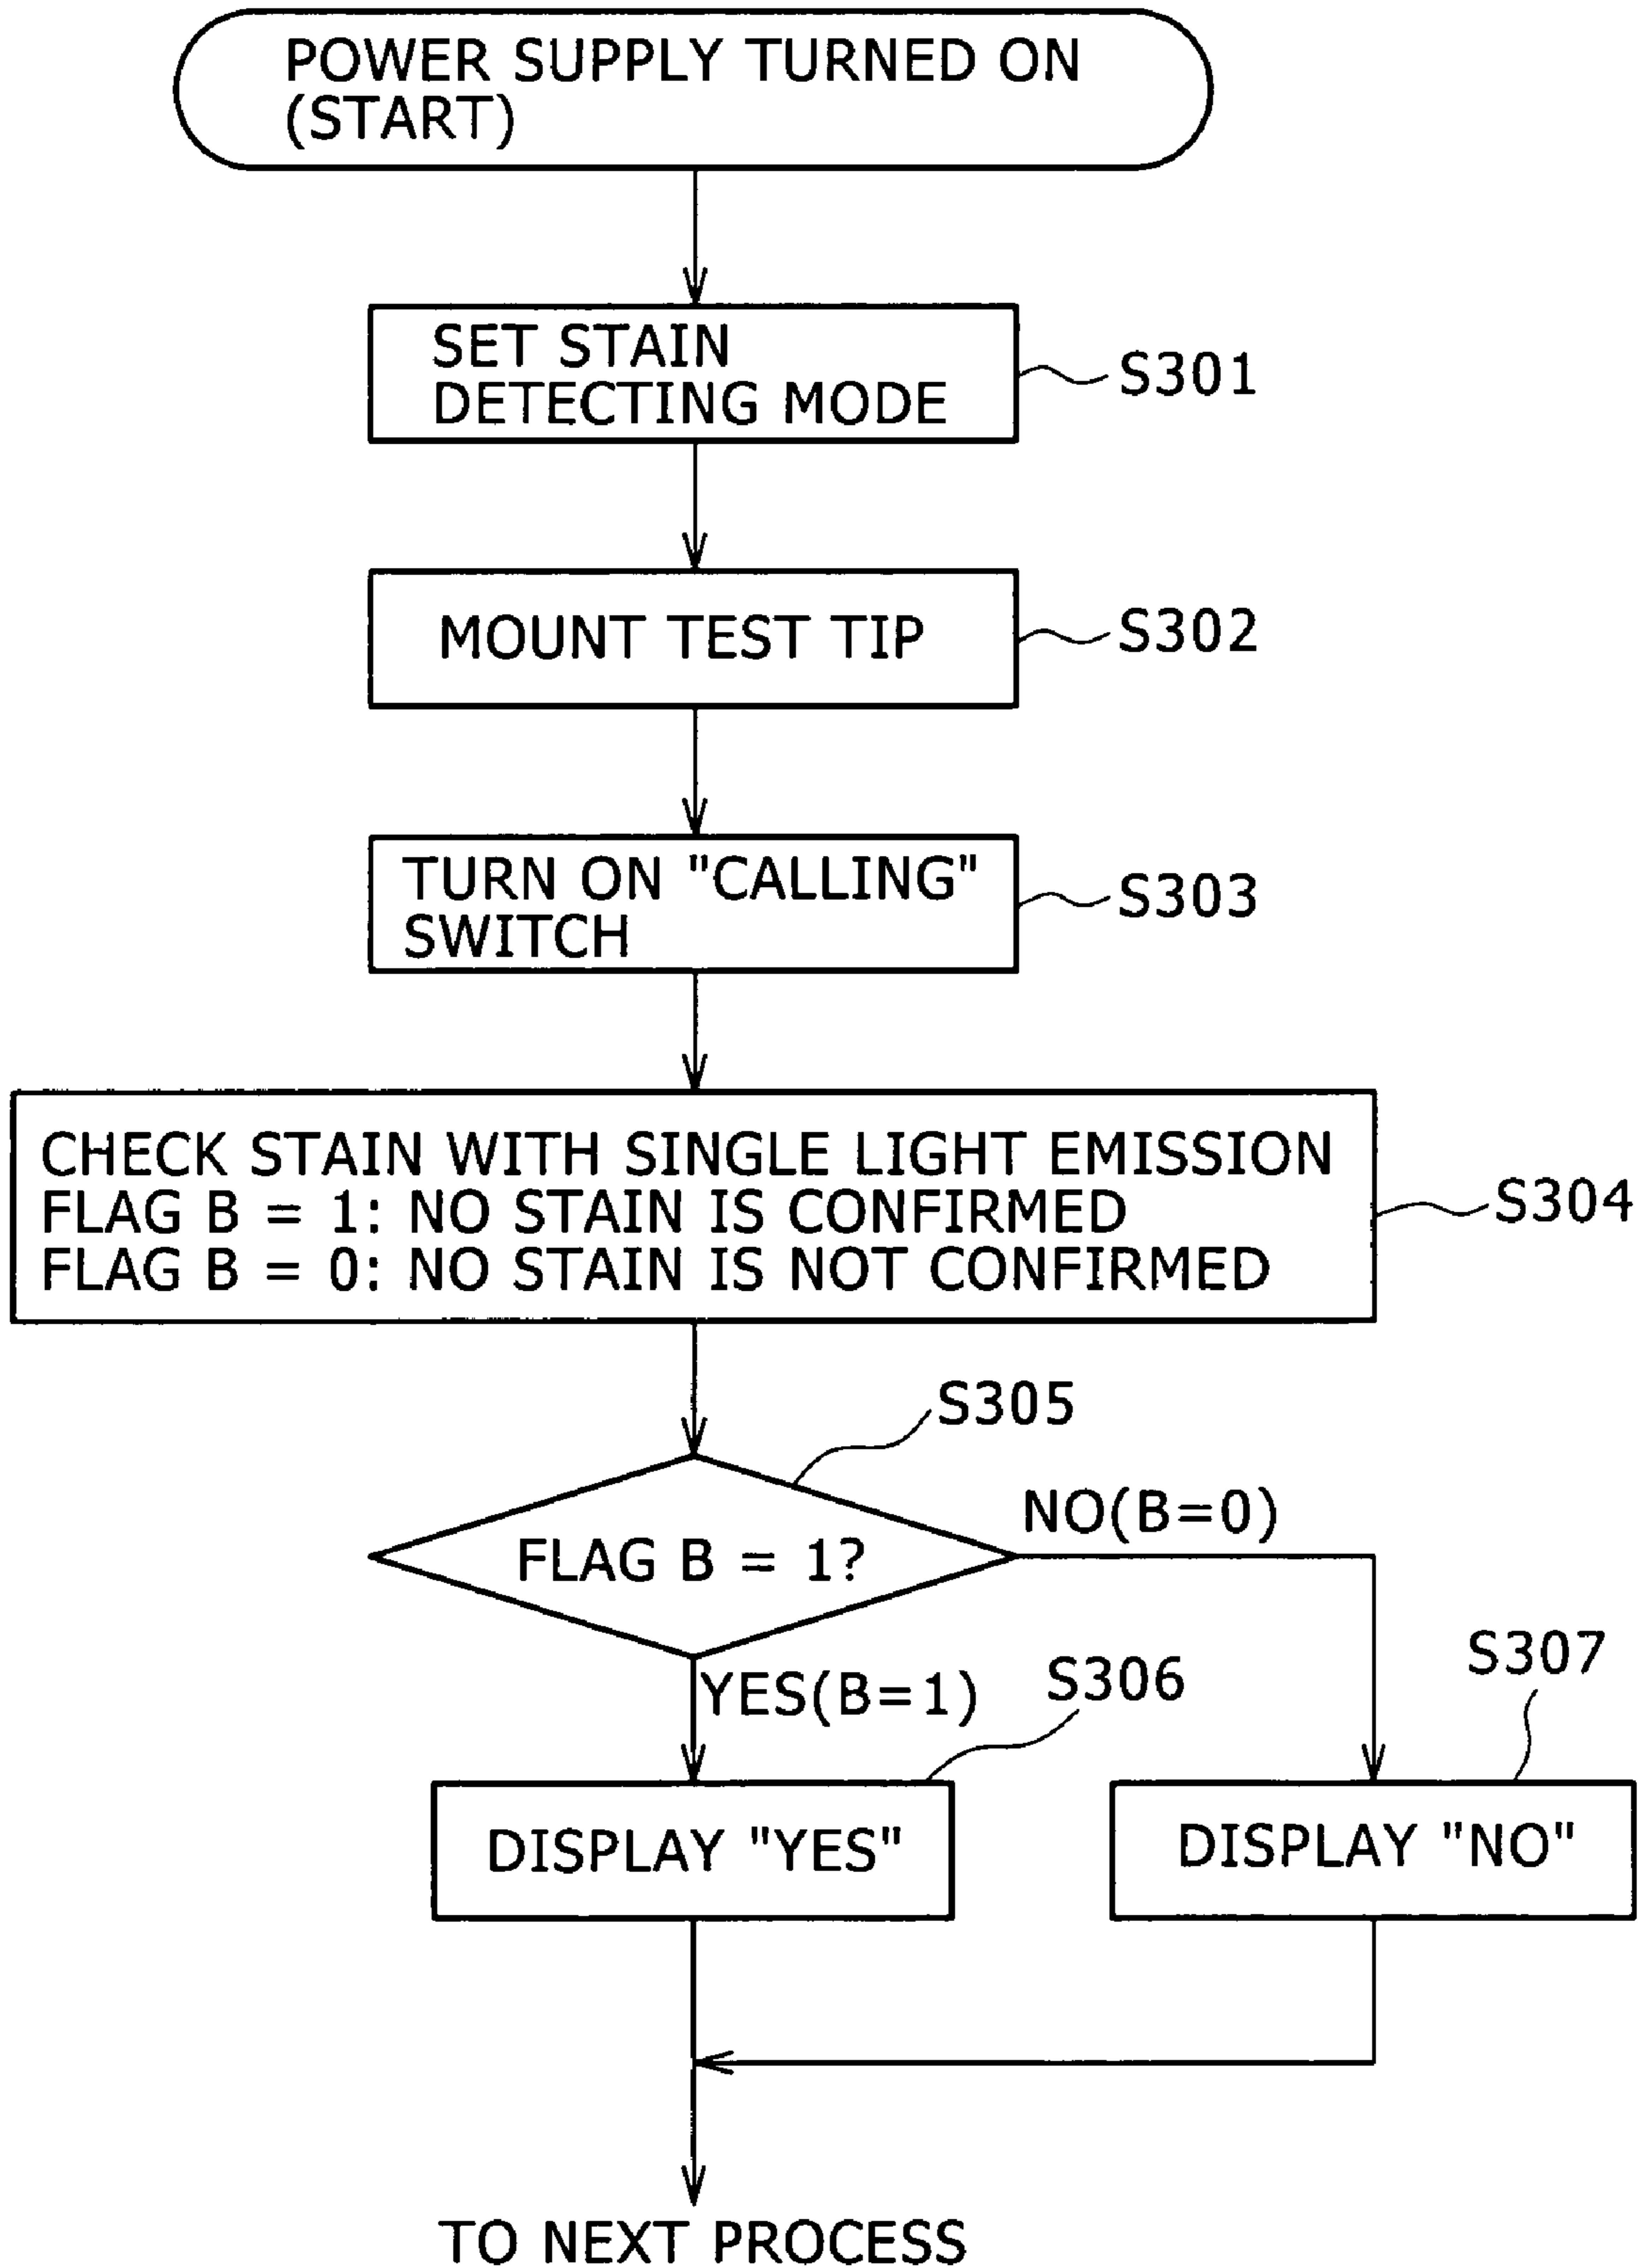 POWER SUPPLY TURNED ON
(START)
SET STAIN
DETECTING MODE
S301
MOUNT TEST TIP
S302
TURN ON "CALLING"
SWITCH
S303
CHECK STAIN WITH SINGLE LIGHT EMISSION
FLAG B = 1: NO STAIN IS CONFIRMED
FLAG B = 0: NO STAIN IS NOT CONFIRMED
S304
S305
FLAG B = 1?
NO(B=0)
YES(B=1)
S306
S307
DISPLAY "YES"
DISPLAY "NO"
TO NEXT PROCESS